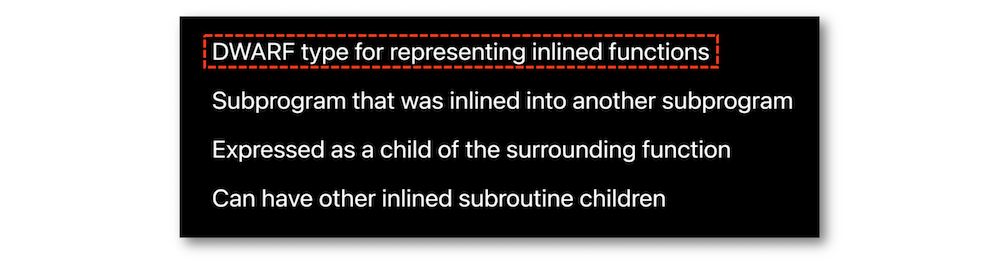 DWARF type for representing inlined functions
Subprogram that was inlined into another subprogram
Expressed as a child of the surrounding function
Can have other inlined subroutine children